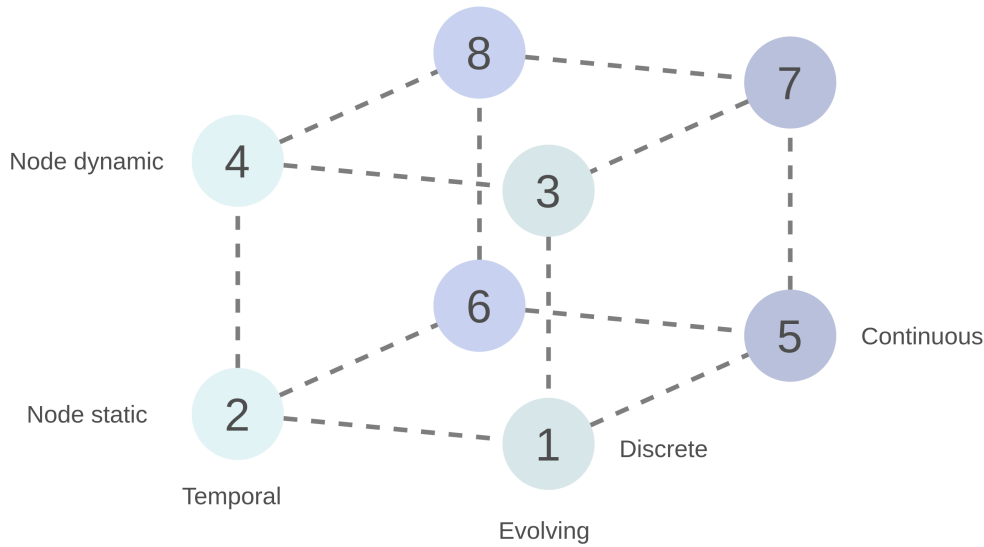 8
7
Node dynamic
4
3
6
5
Continuous
Node static
2
1
Discrete
Temporal
Evolving